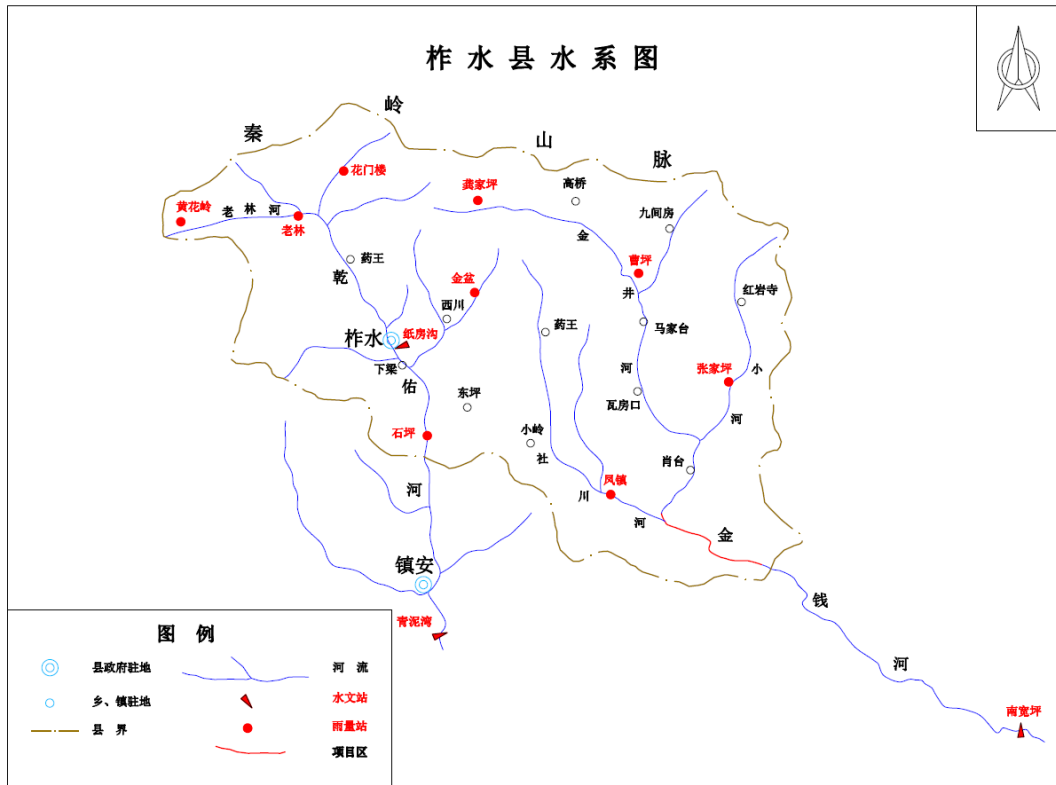 柞水县水系图
秦
岭
山
脉
花门楼
龚家坪
高桥
黄花岭
老林河
老林
九间房
金
曹坪
药王
乾
金盆
西川
井
红岩寺
柞水
纸房沟
药王
马家台
下梁
佑
河
张家坪
小
东坪
瓦房口
河
石坪
小岭
社
肖台
河
凤镇
川
河
金
镇安
钱
青泥湾
河
南宽坪
图例
县政府驻地
河流
乡、镇驻地
水文站
县界
雨量站
项目区